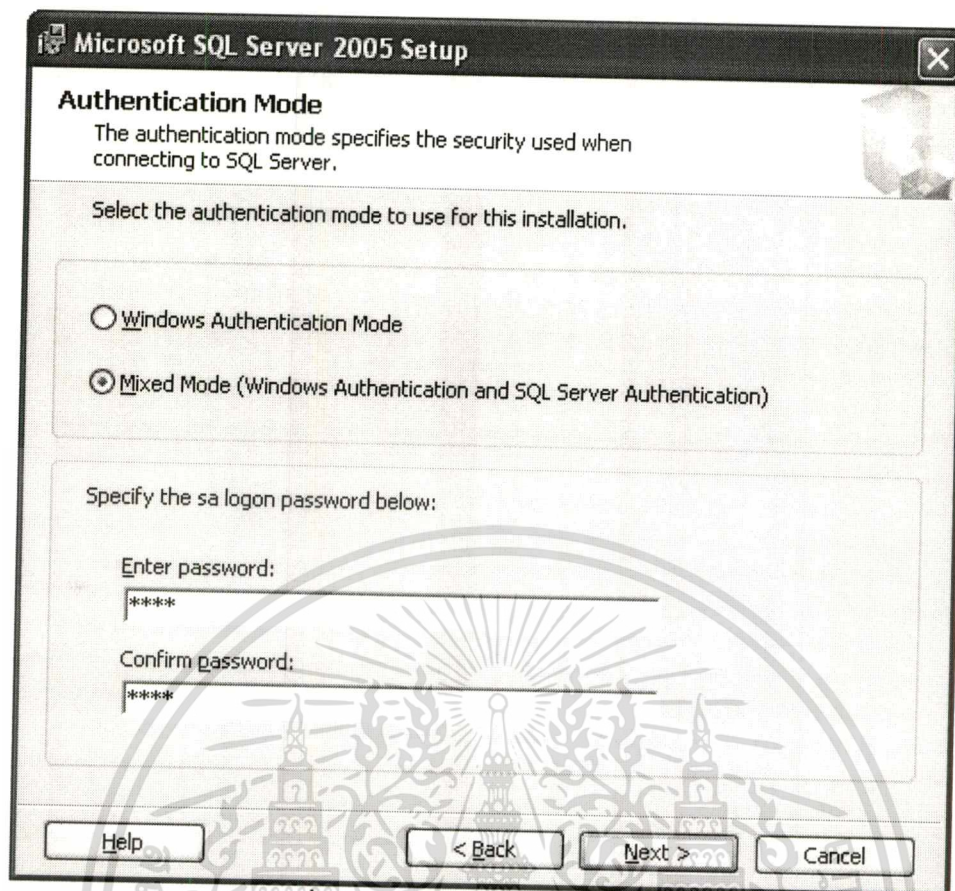 Microsoft SQL Server 2005 Setup
Authentication Mode
The authentication mode specifies the security used when
connecting to SQL Server.
Select the authentication mode to use for this installation.
Windows Authentication Mode
Mixed Mode (Windows Authentication and SQL Server Authentication)
Specify the sa logon password below:
Enter password:
****
Confirm password:
****
Help
< Back
Next >
Cancel